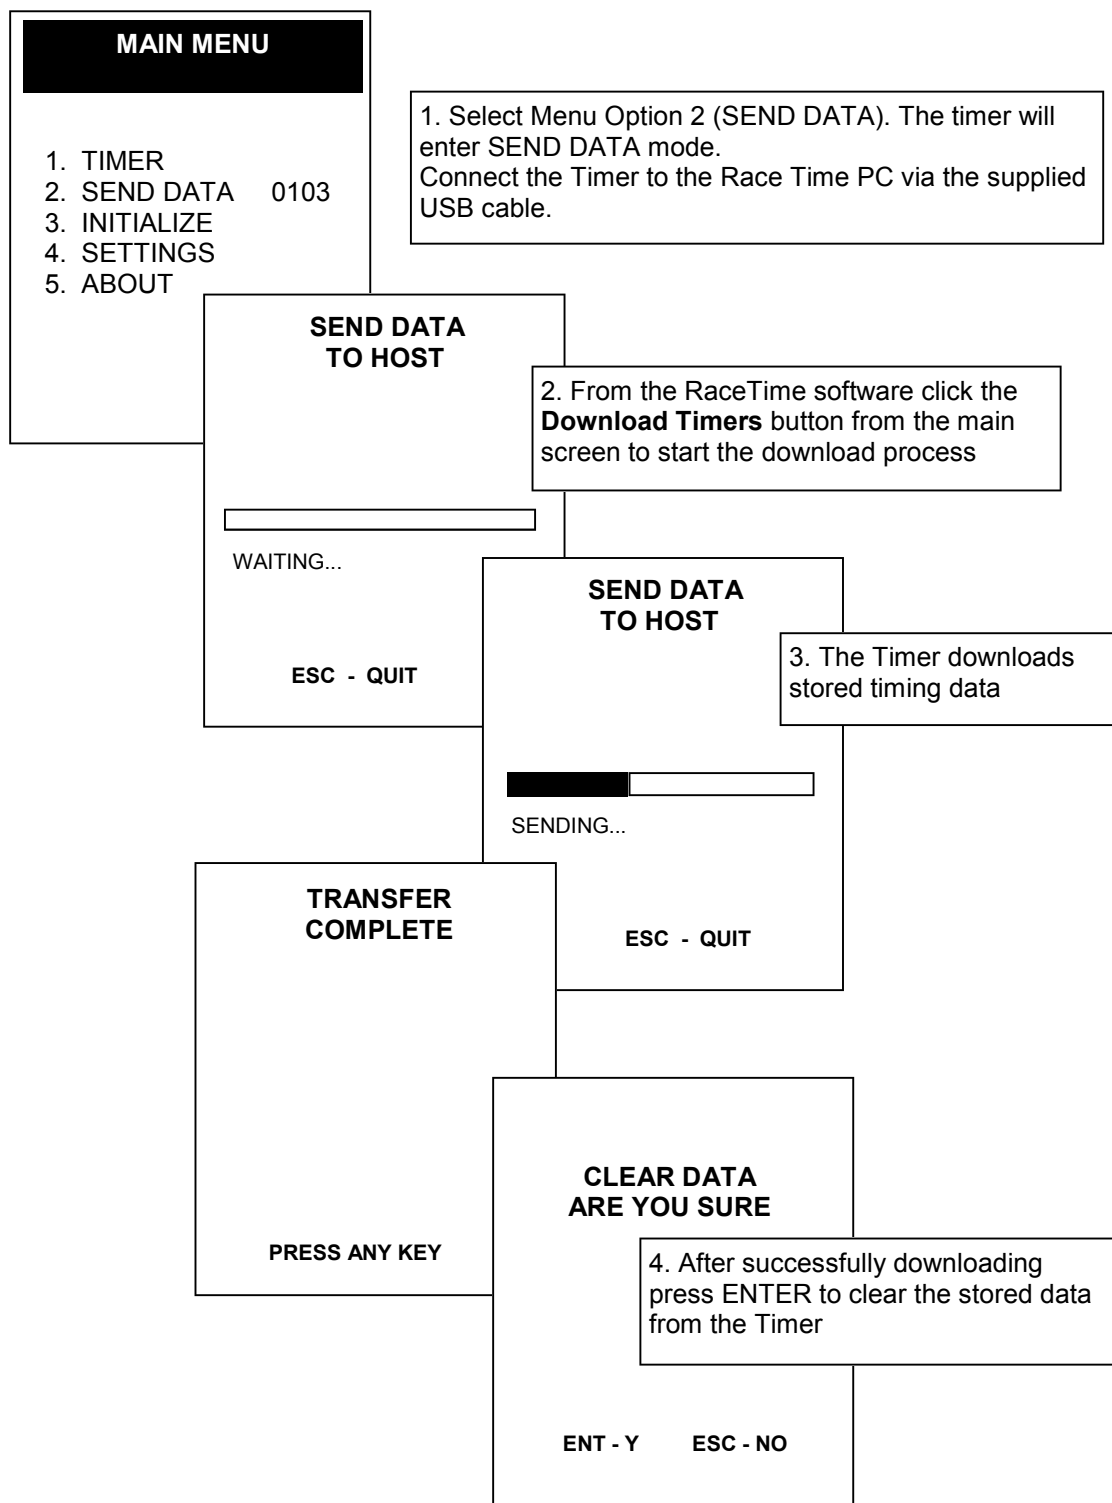 MAIN MENU
1. TIMER
2. SEND DATA 0103
3. INITIALIZE
4. SETTINGS
5. ABOUT
1. Select Menu Option 2 (SEND DATA). The timer will
enter SEND DATA mode.
Connect the Timer to the Race Time PC via the supplied
USB cable.
SEND DATA
TO HOST
WAITING...
ESC - QUIT
2. From the RaceTime software click the
Download Timers button from the main
screen to start the download process
SEND DATA
TO HOST
SENDING...
ESC - QUIT
3. The Timer downloads
stored timing data
TRANSFER
COMPLETE
PRESS ANY KEY
CLEAR DATA
ARE YOU SURE
ENT - Y ESC - NO
4. After successfully downloading
press ENTER to clear the stored data
from the Timer